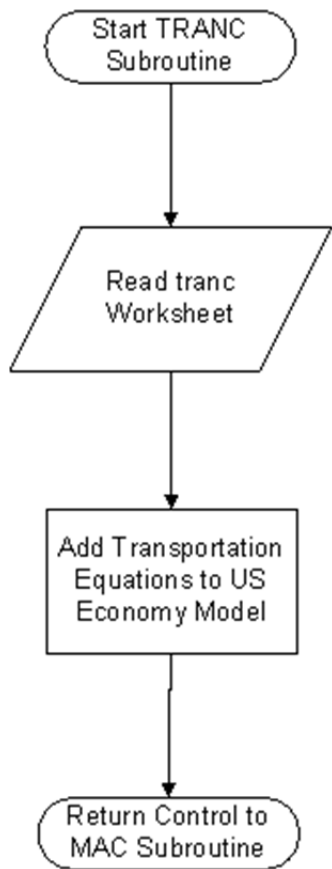 Start TRANC
Subroutine
Read tranc
Worksheet
Add Transportation
Equations to US
Economy Model
Return Control to
MAC Subroutine